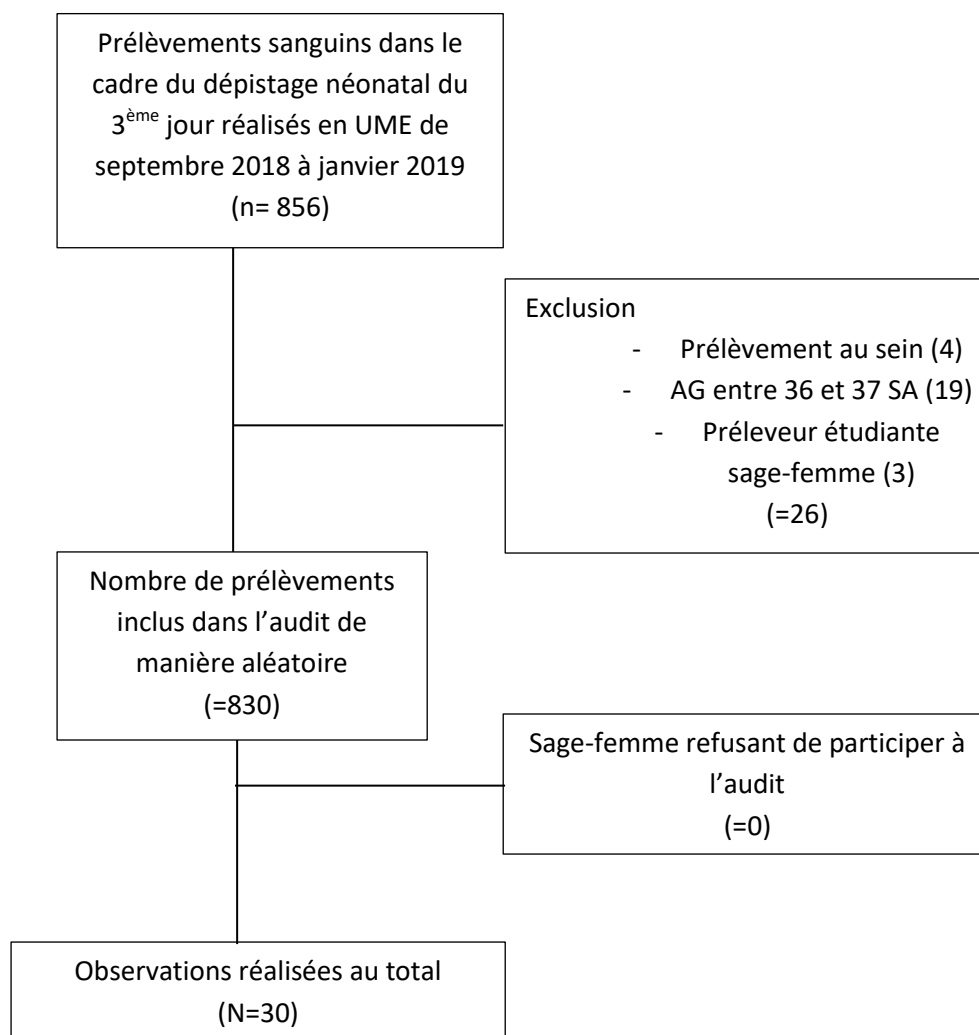 Prélèvements sanguins dans le
cadre du dépistage néonatal du
3ème jour réalisés en UME de
septembre 2018 à janvier 2019
(n= 856)
Exclusion
- Prélèvement au sein (4)
- AG entre 36 et 37 SA (19)
- Préleveur étudiante
sage-femme (3)
(=26)
Nombre de prélèvements
inclus dans l’audit de
manière aléatoire
(=830)
Sage-femme refusant de participer à
l’audit
(=0)
Observations réalisées au total
(N=30)